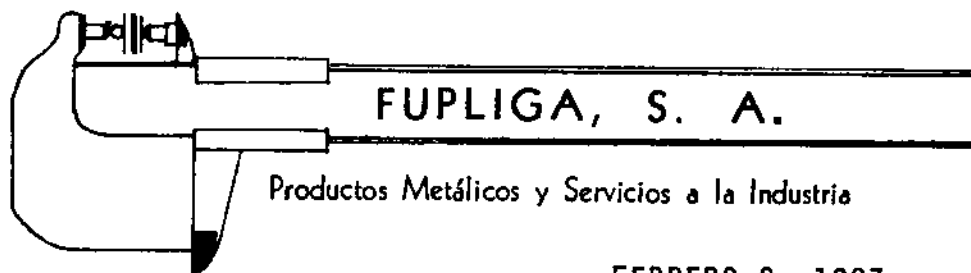 FUPLIGA, S. A.
Productos Metálicos y Servicios a la Industria